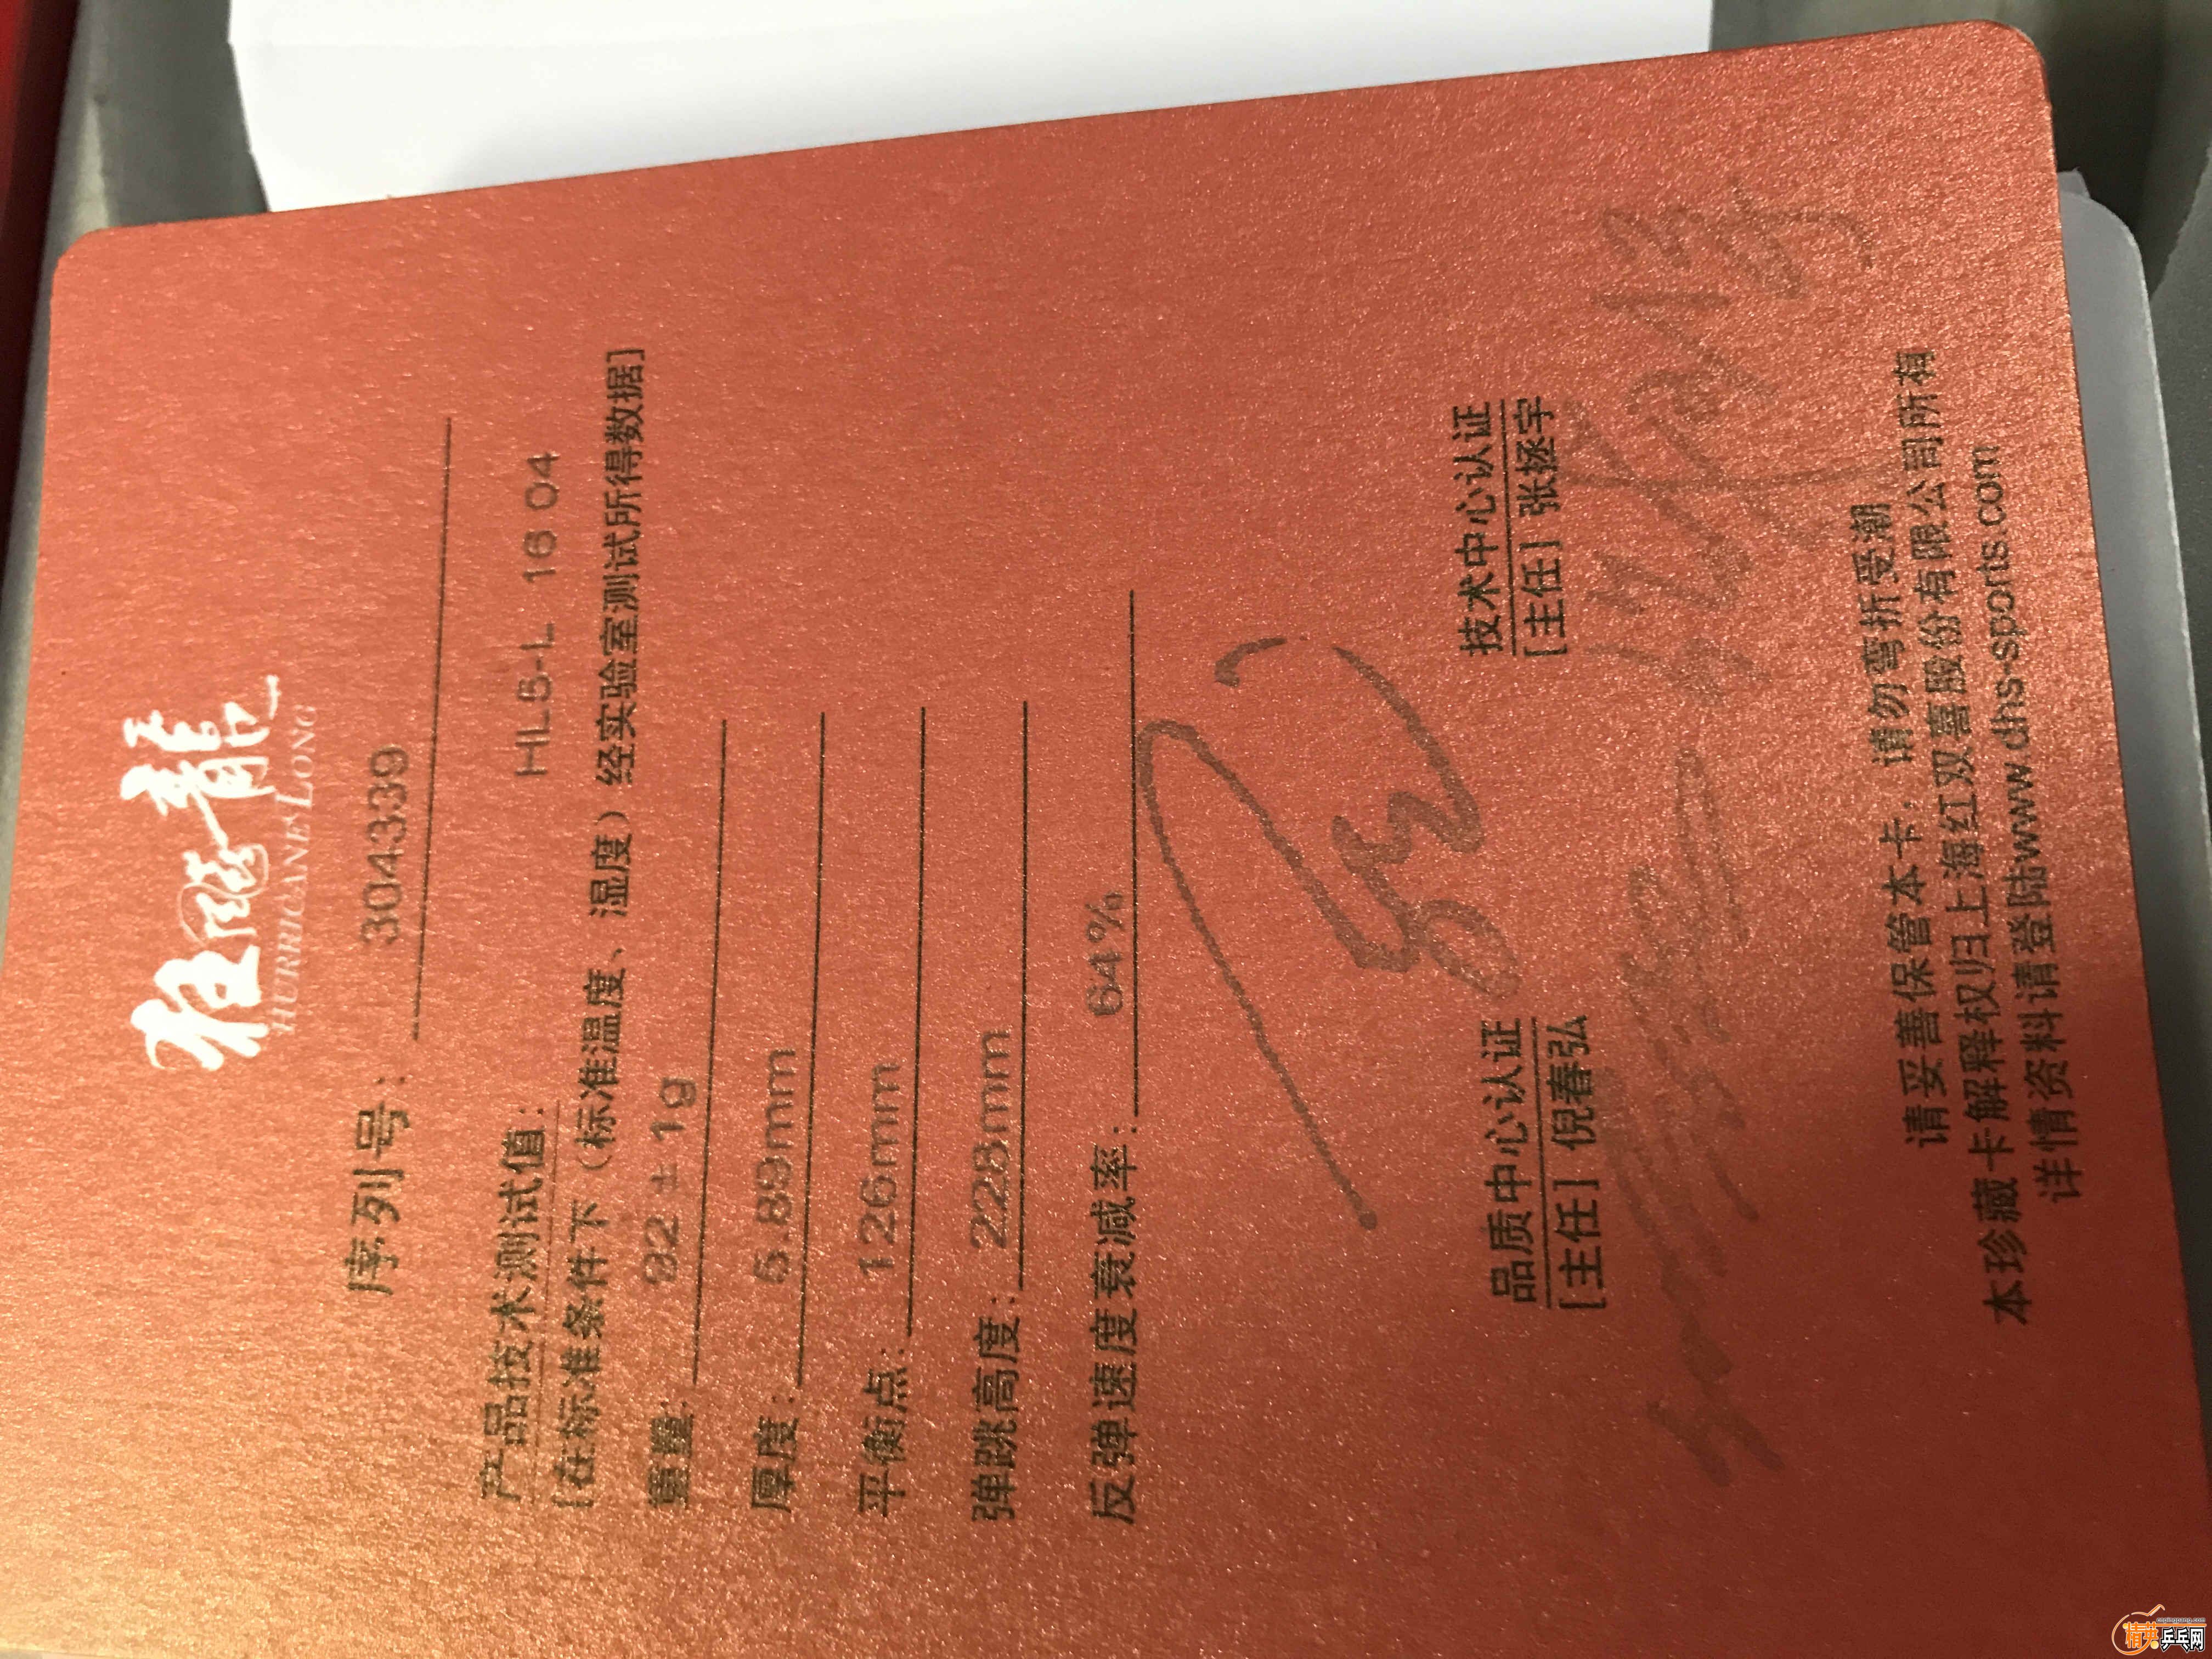 狂飚龍
HURRICANE LONG
序列号: 304339
HL5-L 16 04
产品技术测试值:
[在标准条件下(标准温度、湿度)经实验室测试所得数据]
重量: 92±1g
厚度: 5.89mm
平衡点: 126mm
弹跳高度: 228mm
反弹速度衰减率: 64%
品质中心认证 技术中心认证
[主任] 倪春弘 [主任] 张拯宇
请妥善保管本卡,请勿弯折受潮
本珍藏卡解释权归上海红双喜股份有限公司所有
详情资料请登陆www.dhs-sports.com
精英乒乓网